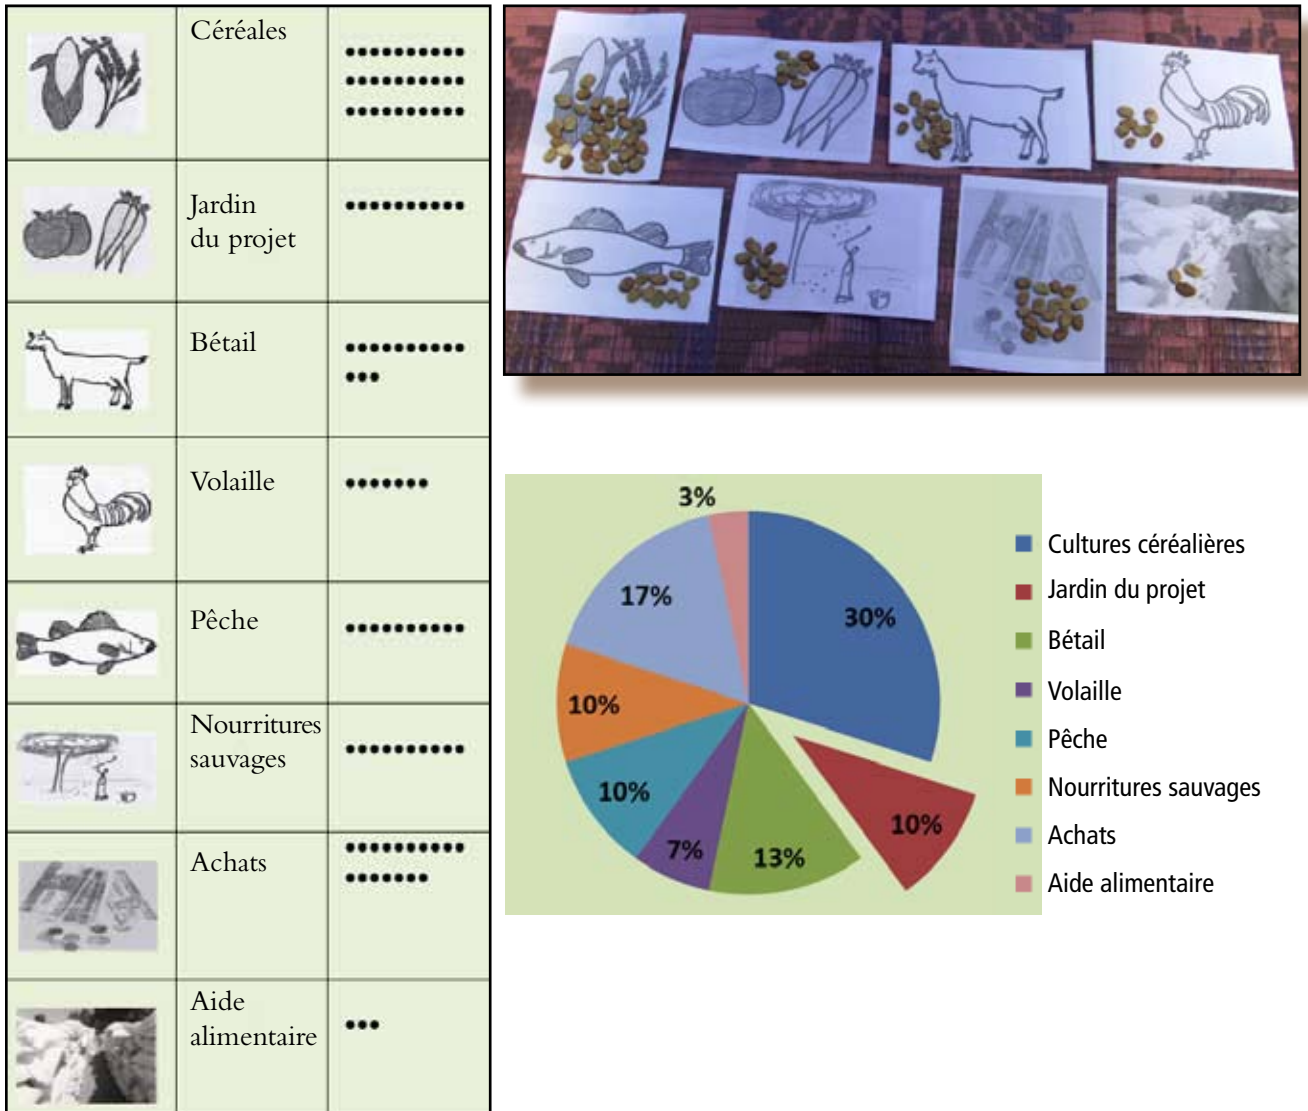 Céréales
Jardin
du projet
Bétail
Volaille
Pêche
Nourritures
sauvages
Achats
Aide
alimentaire
3%
17%
30%
10%
10%
10%
7%
13%
Cultures céréalières
Jardin du projet
Bétail
Volaille
Pêche
Nourritures sauvages
Achats
Aide alimentaire